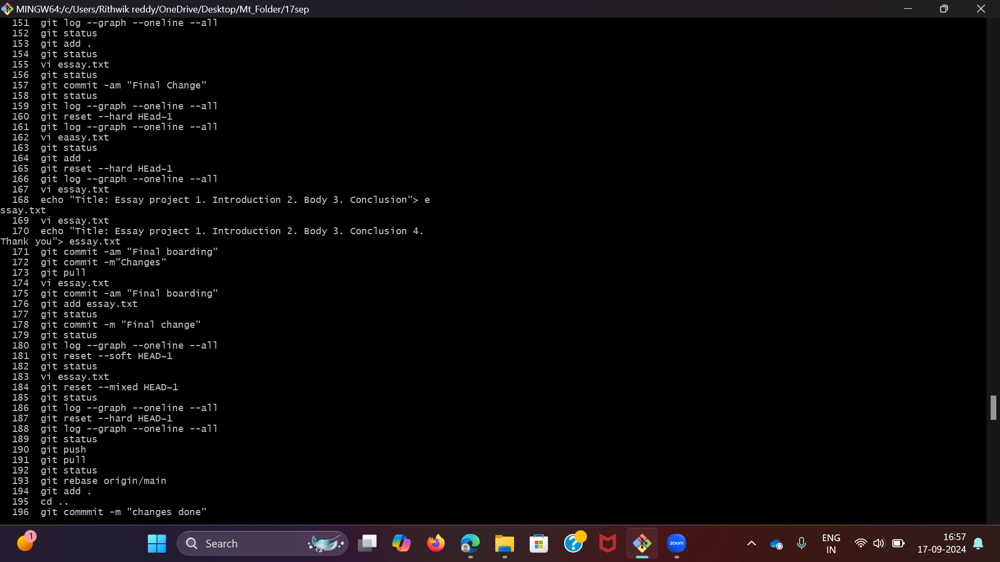 MINGW64:/c/Users/Rithwik reddy/OneDrive/Desktop/Mt_Folder/17sep
151  git log --graph --oneline --all
152  git status
153  git add .
154  git status
155  vi essay.txt
156  git status
157  git commit -am "Final Change"
158  git status
159  git log --graph --oneline --all
160  git reset --hard HEad~1
161  git log --graph --oneline --all
162  vi eaasy.txt
163  git status
164  git add .
165  git reset --hard HEad~1
166  git log --graph --oneline --all
167  vi essay.txt
168  echo "Title: Essay project 1. Introduction 2. Body 3. Conclusion"> e
ssay.txt
169  vi essay.txt
170  echo "Title: Essay project 1. Introduction 2. Body 3. Conclusion 4.
Thank you"> essay.txt
171  git commit -am "Final boarding"
172  git commit -m"Changes"
173  git pull
174  vi essay.txt
175  git commit -am "Final boarding"
176  git add essay.txt
177  git status
178  git commit -m "Final change"
179  git status
180  git log --graph --oneline --all
181  git reset --soft HEAD~1
182  git status
183  vi essay.txt
184  git reset --mixed HEAD~1
185  git status
186  git log --graph --oneline --all
187  git reset --hard HEAD~1
188  git log --graph --oneline --all
189  git status
190  git push
191  git pull
192  git status
193  git rebase origin/main
194  git add .
195  cd ..
196  git commmit -m "changes done"
1
Search
zoom
ENG
IN
16:57
17-09-2024